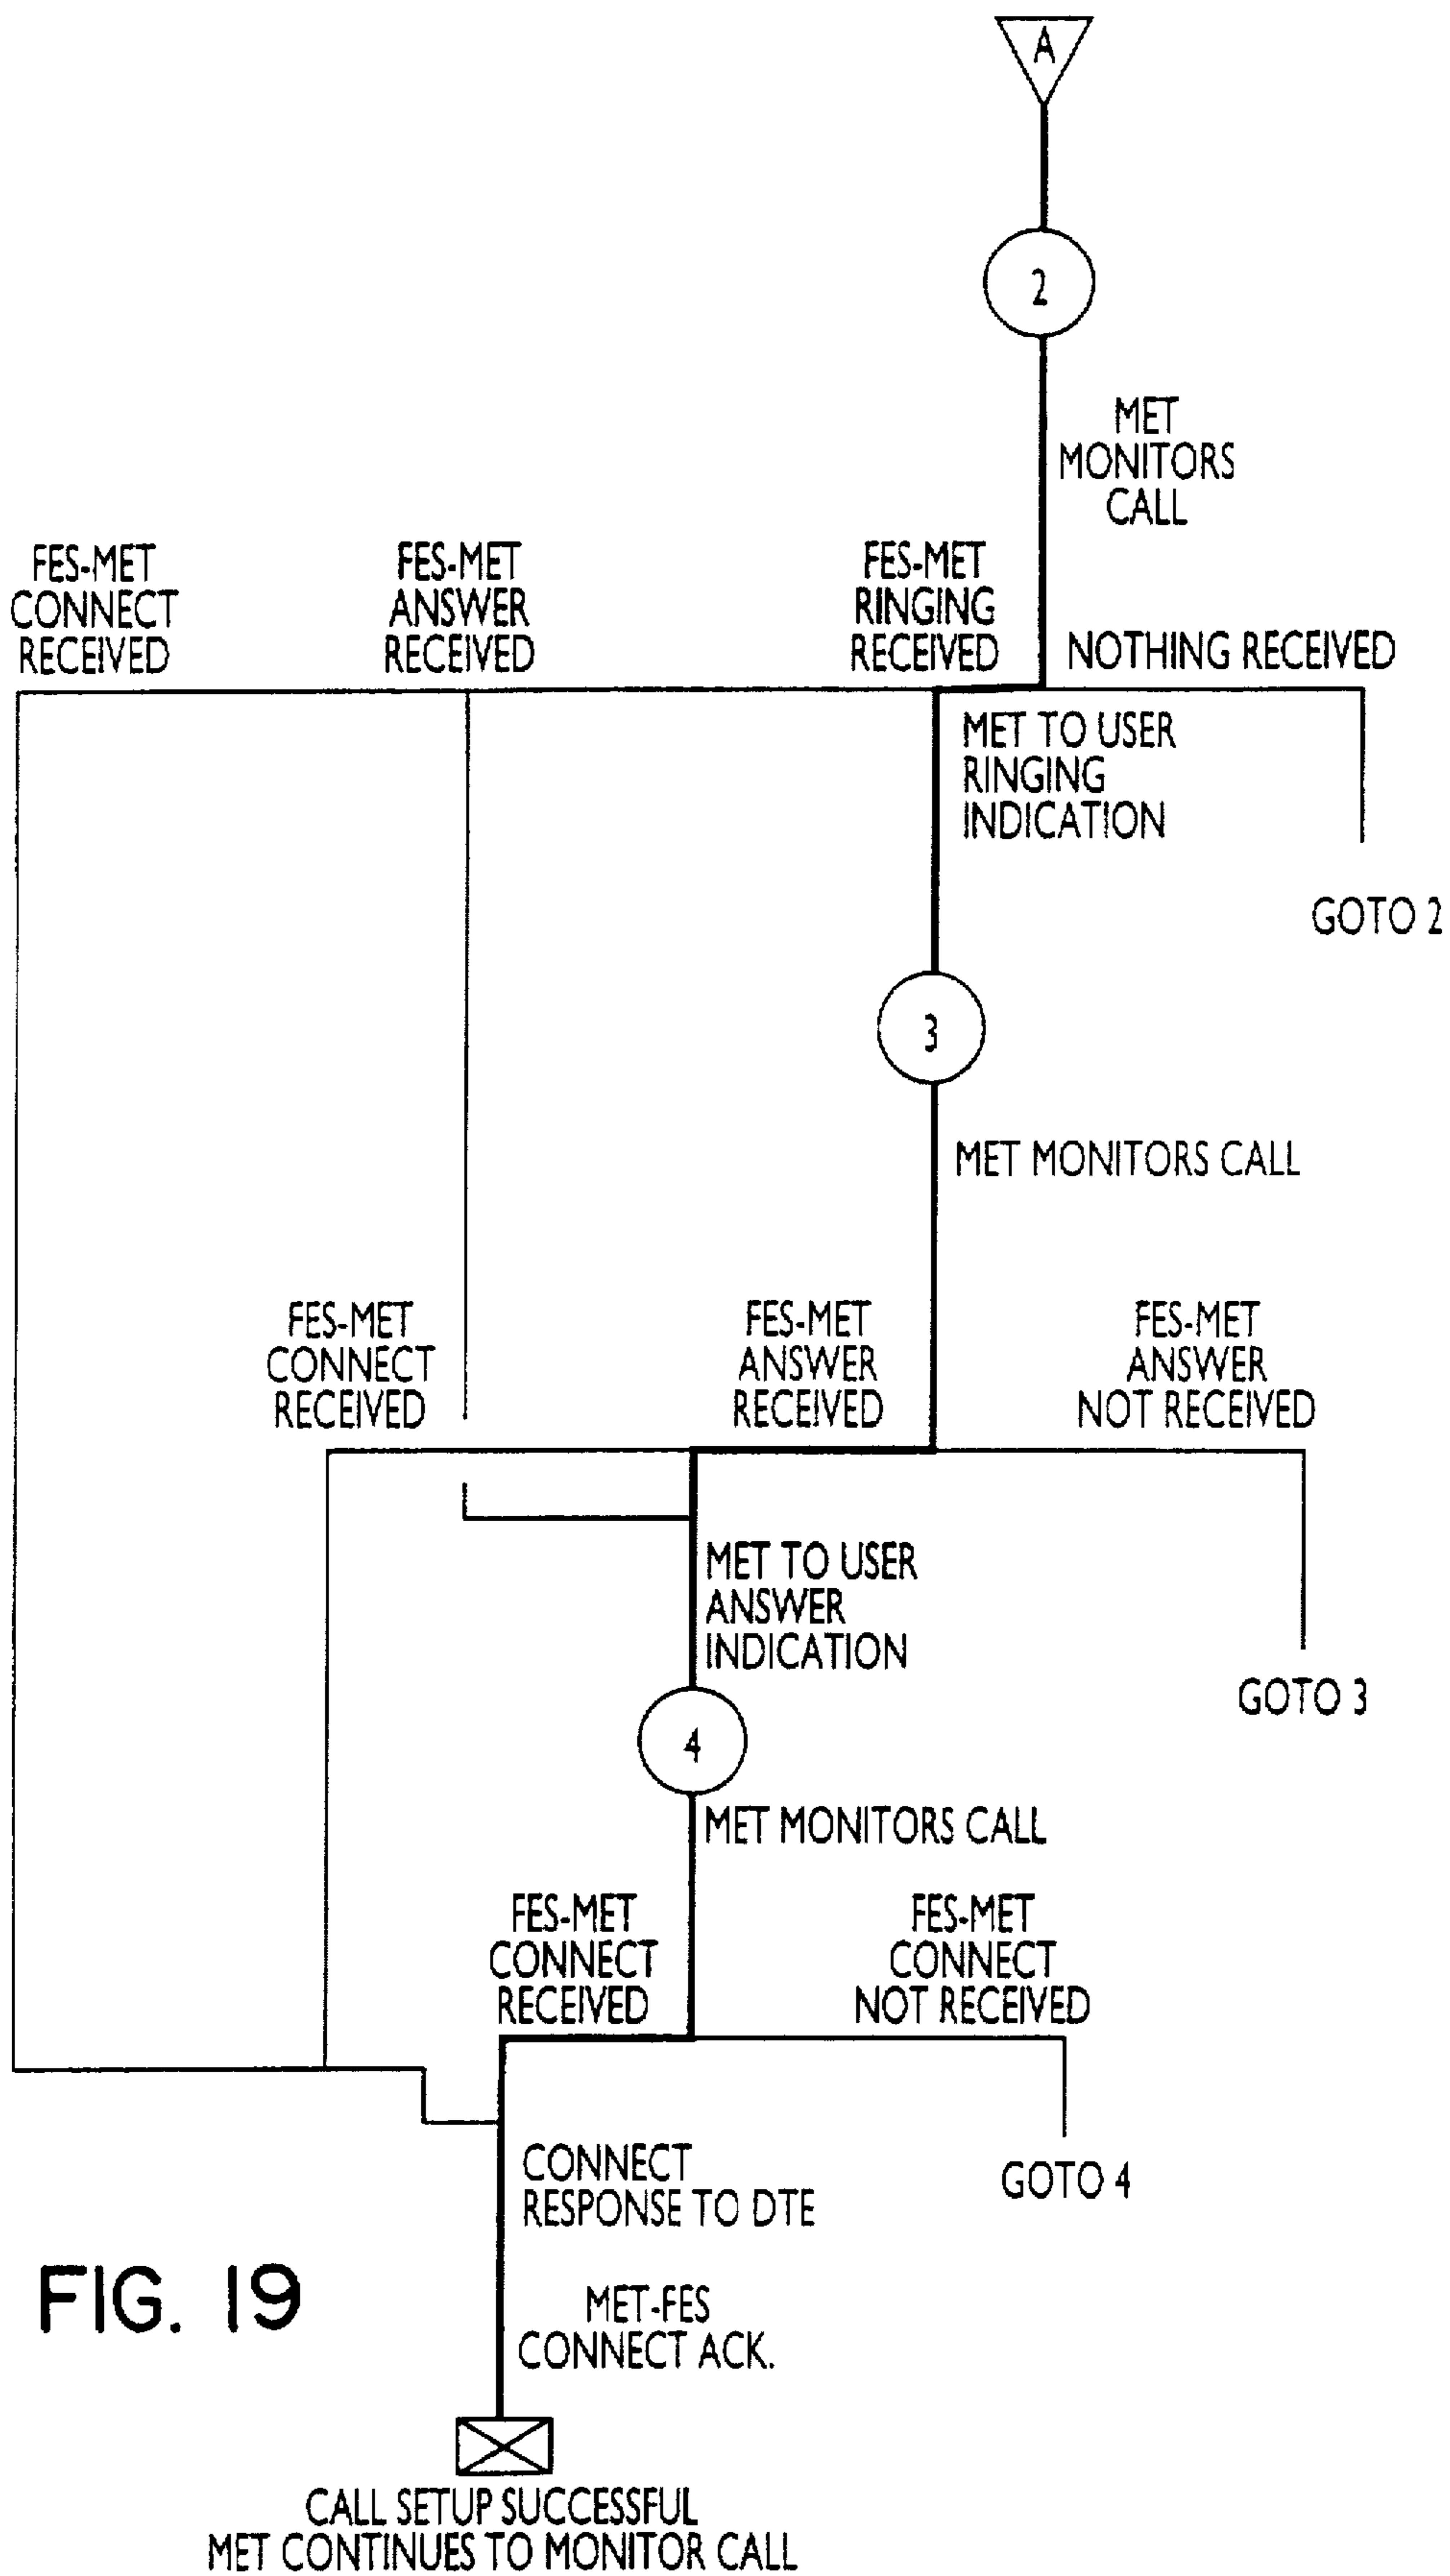 A
2
MET
MONITORS
CALL
FES-MET
CONNECT
RECEIVED
FES-MET
ANSWER
RECEIVED
FES-MET
RINGING
RECEIVED
NOTHING RECEIVED
MET TO USER
RINGING
INDICATION
GOTO 2
3
MET MONITORS CALL
FES-MET
CONNECT
RECEIVED
FES-MET
ANSWER
RECEIVED
FES-MET
ANSWER
NOT RECEIVED
MET TO USER
ANSWER
INDICATION
GOTO 3
4
MET MONITORS CALL
FES-MET
CONNECT
RECEIVED
FES-MET
CONNECT
NOT RECEIVED
CONNECT
RESPONSE TO DTE
GOTO 4
FIG. 19
MET-FES
CONNECT ACK.
CALL SETUP SUCCESSFUL
MET CONTINUES TO MONITOR CALL